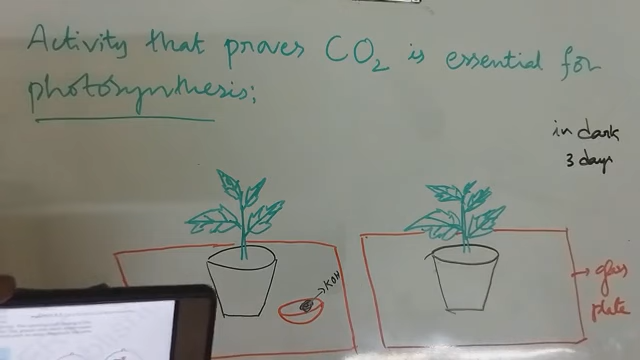 Activity that proves CO2 is essential for
photosynthesis;
in dark
3 days
KOH
glass
plate